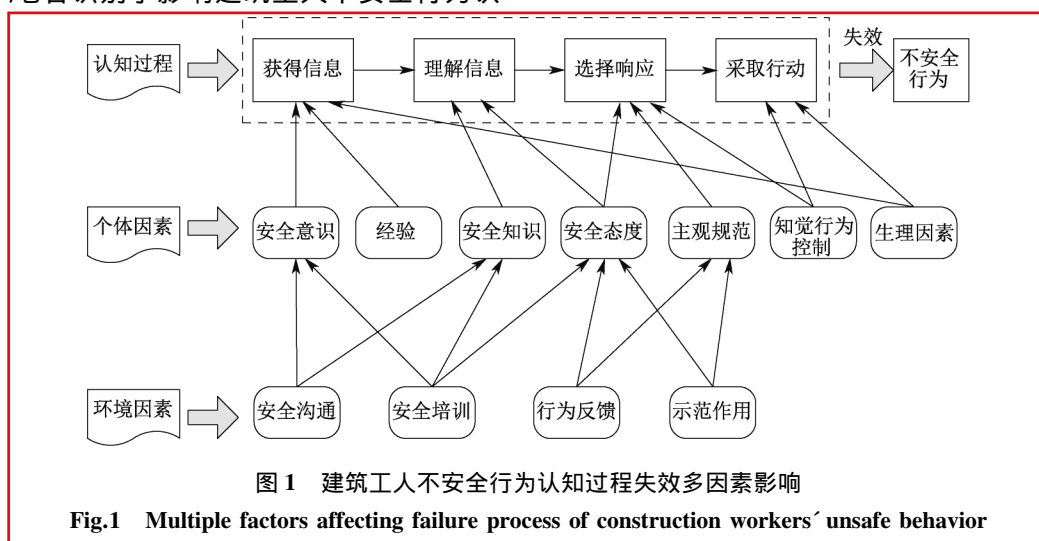 认知过程
获得信息
理解信息
选择响应
采取行动
失效
不安全
行为
个体因素
安全意识
经验
安全知识
安全态度
主观规范
知觉行为
控制
生理因素
环境因素
安全沟通
安全培训
行为反馈
示范作用
图 1 建筑工人不安全行为认知过程失效多因素影响
Fig.1 Multiple factors affecting failure process of construction workers´ unsafe behavior